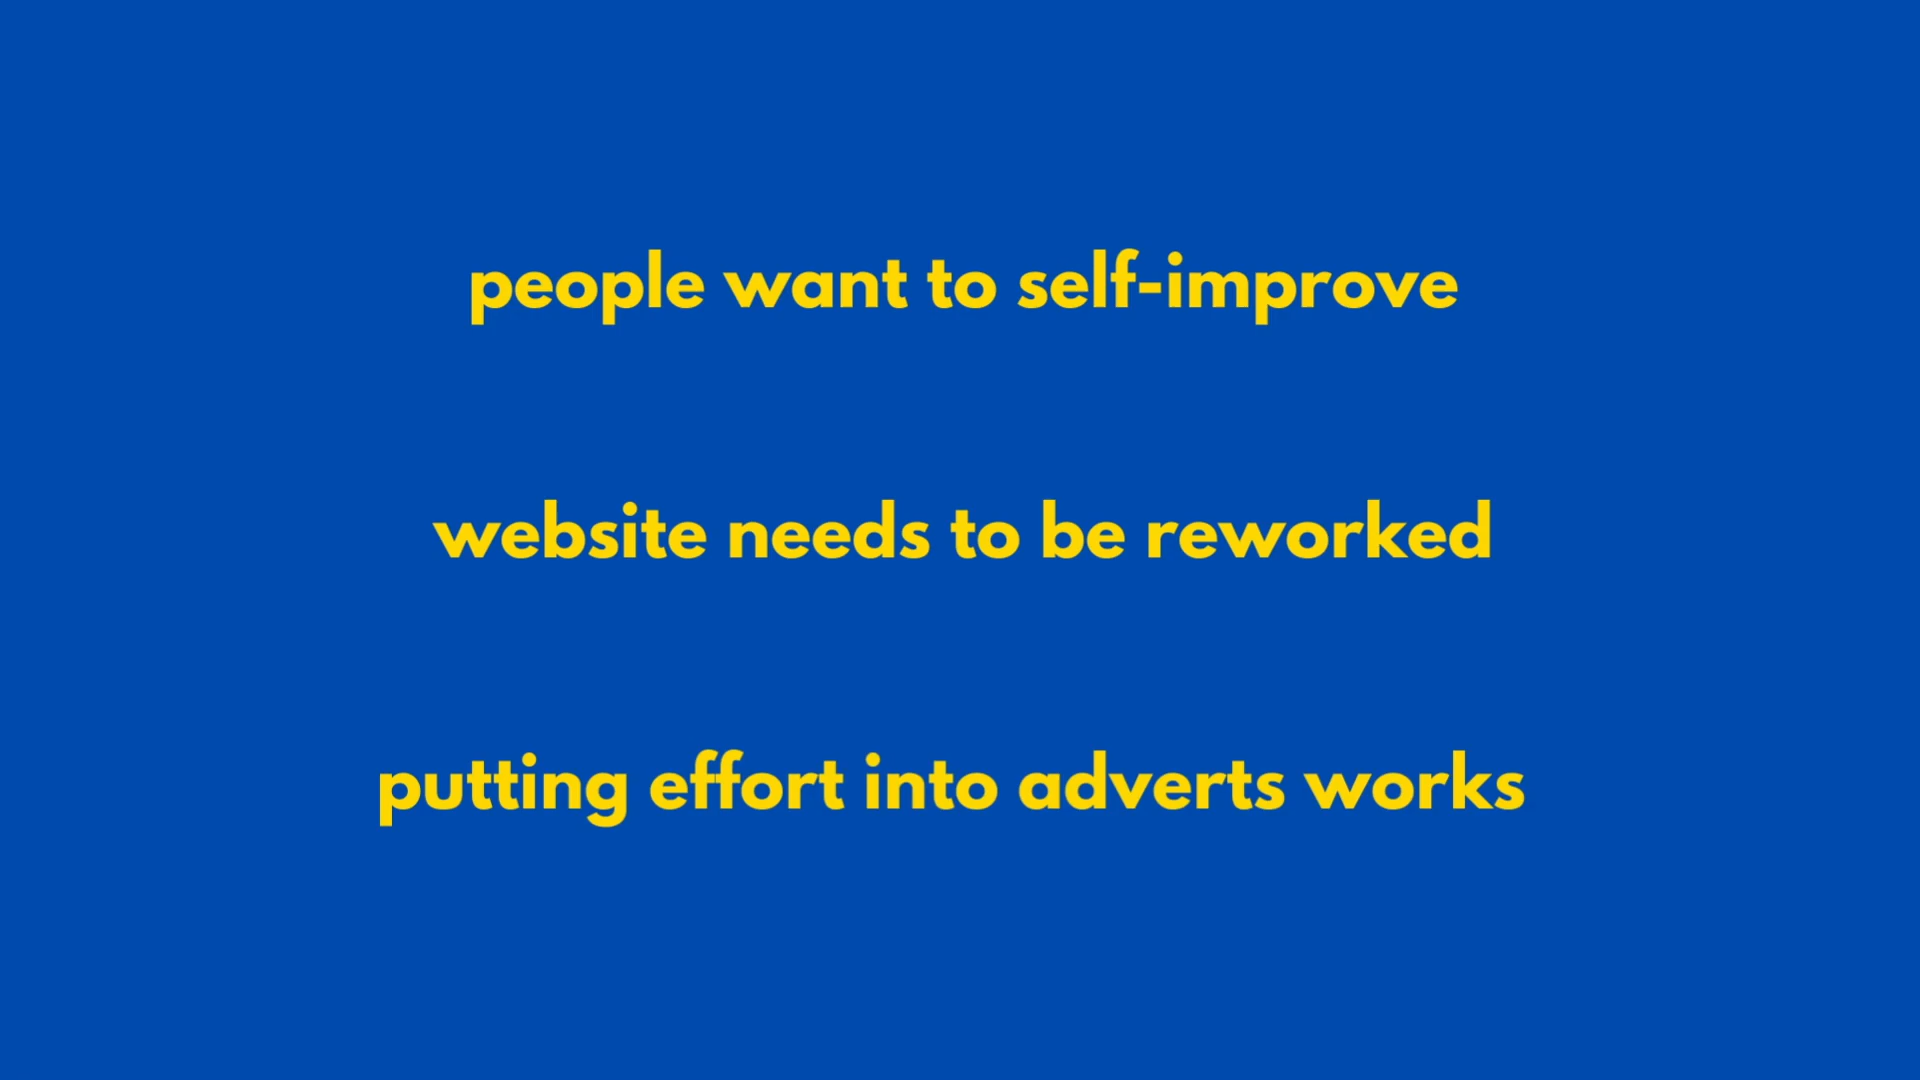 people want to self-improve
website needs to be reworked
putting effort into adverts works